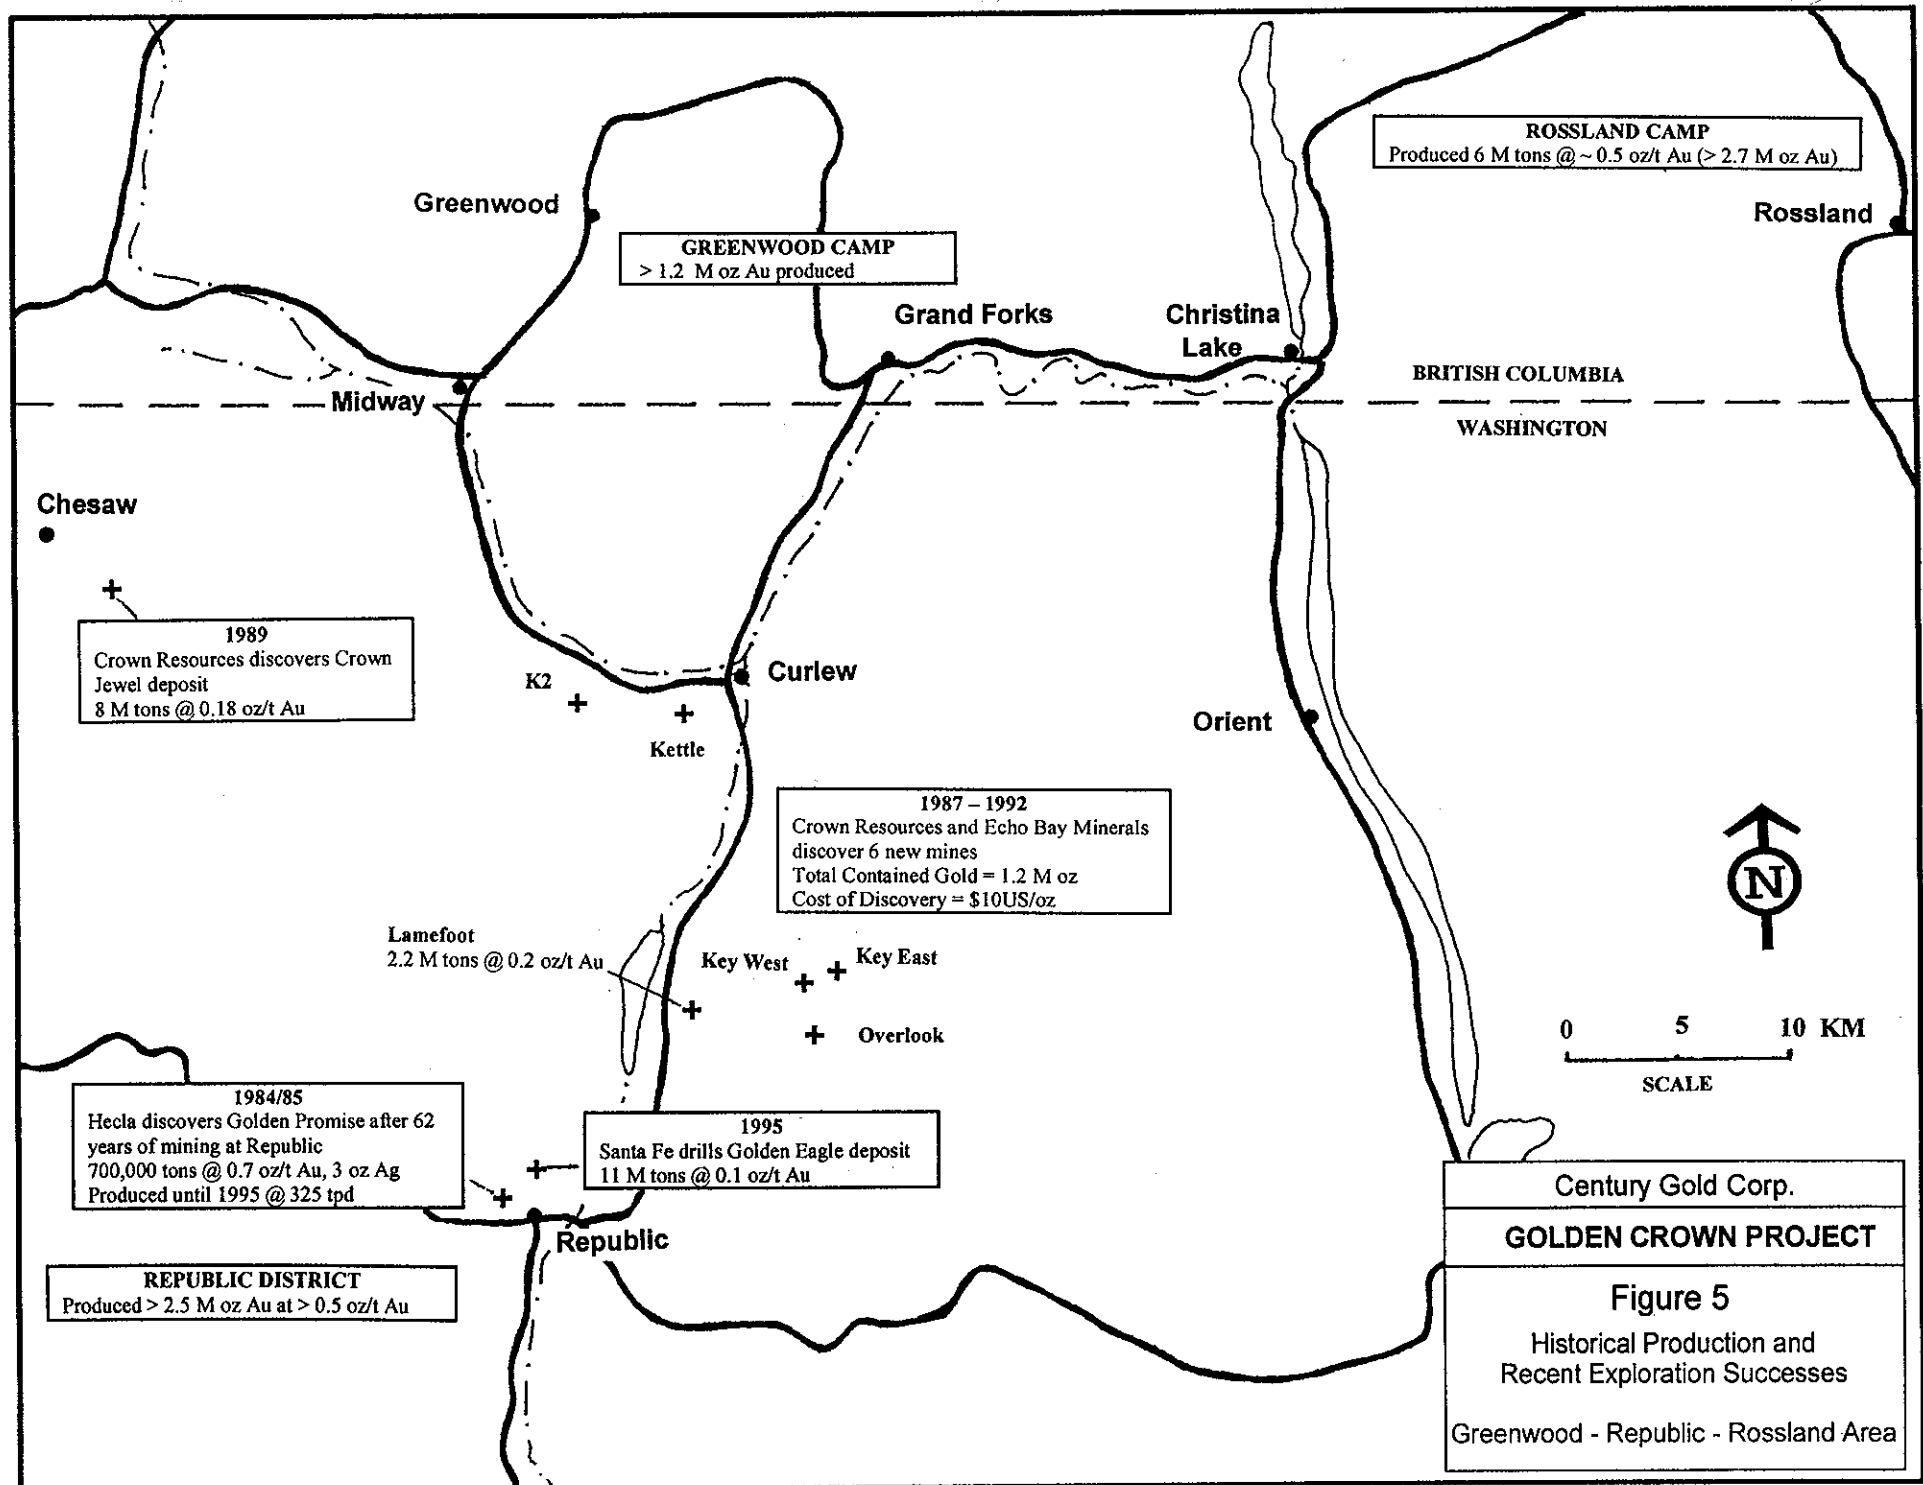 ROSSLAND CAMP
Produced 6 M tons @ ~ 0.5 oz/t Au (> 2.7 M oz Au)
Greenwood
Rossland
GREENWOOD CAMP
> 1.2 M oz Au produced
Grand Forks
Christina
Lake
BRITISH COLUMBIA
Midway
WASHINGTON
Chesaw
1989
Crown Resources discovers Crown
Jewel deposit
8 M tons @ 0.18 oz/t Au
K2
Curlew
Kettle
Orient
1987 – 1992
Crown Resources and Echo Bay Minerals
discover 6 new mines
Total Contained Gold = 1.2 M oz
Cost of Discovery = $10US/oz
N
Lamefoot
2.2 M tons @ 0.2 oz/t Au
Key West
Key East
Overlook
0 5 10 KM
SCALE
1984/85
Hecla discovers Golden Promise after 62
years of mining at Republic
700,000 tons @ 0.7 oz/t Au, 3 oz Ag
Produced until 1995 @ 325 tpd
1995
Santa Fe drills Golden Eagle deposit
11 M tons @ 0.1 oz/t Au
Republic
REPUBLIC DISTRICT
Produced > 2.5 M oz Au at > 0.5 oz/t Au
Century Gold Corp.
GOLDEN CROWN PROJECT
Figure 5
Historical Production and
Recent Exploration Successes
Greenwood - Republic - Rossland Area